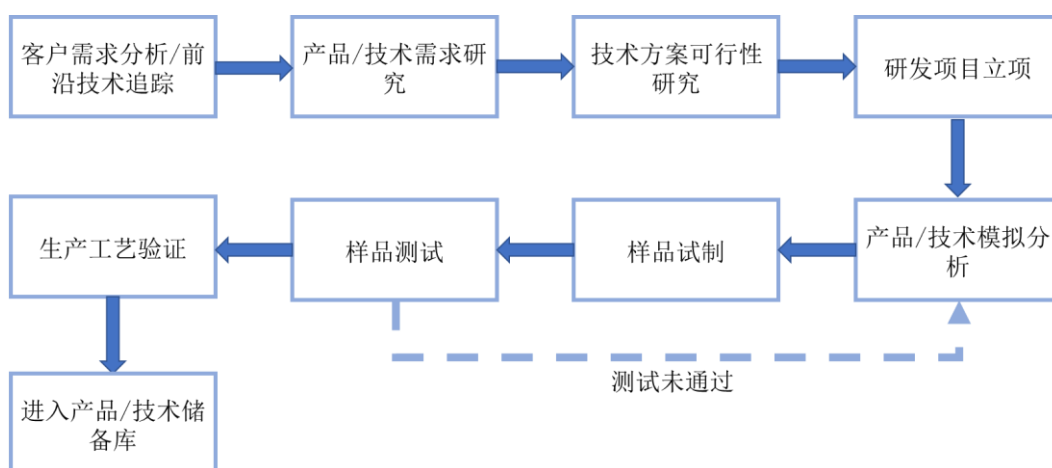 客户需求分析/前
沿技术追踪
产品/技术需求研
究
技术方案可行性
研究
研发项目立项
产品/技术模拟分
析
样品试制
样品测试
生产工艺验证
测试未通过
进入产品/技术储
备库